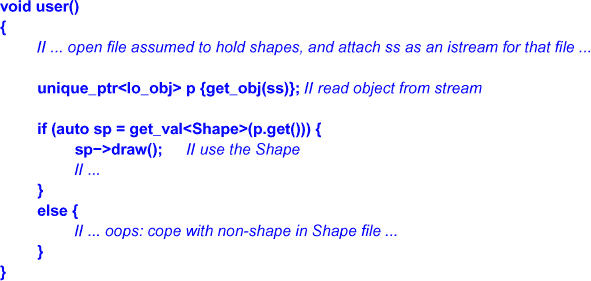 void user()
{
// ... open file assumed to hold shapes, and attach ss as an istream for that file ...
unique_ptr<Io_obj> p {get_obj(ss)}; // read object from stream
if (auto sp = get_val<Shape>(p.get())) {
sp−>draw(); // use the Shape
// ...
}
else {
// ... oops: cope with non-shape in Shape file ...
}
}